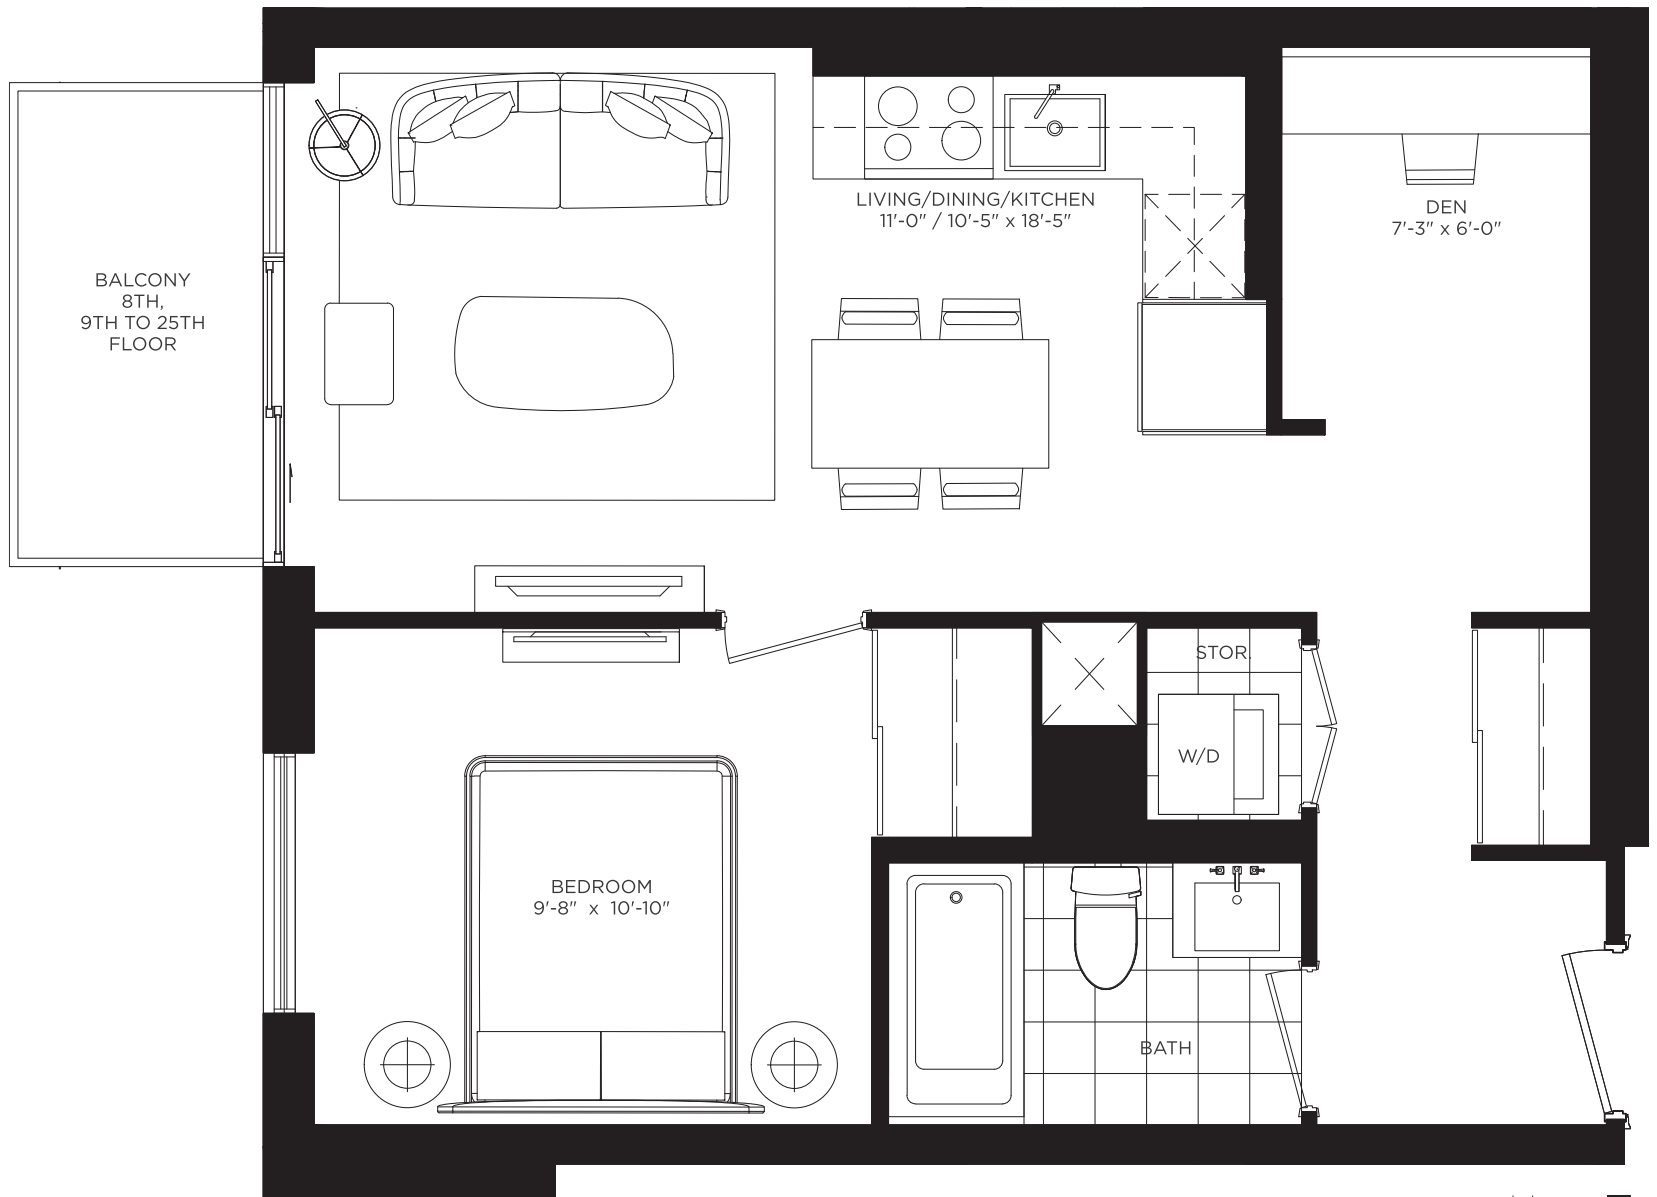 LIVING/DINING/KITCHEN
11'-0" / 10'-5" x 18'-5"
DEN
7'-3" x 6'-0"
BALCONY
8TH,
9TH TO 25TH
FLOOR
STOR.
W/D
BEDROOM
9'-8" x 10'-10"
BATH